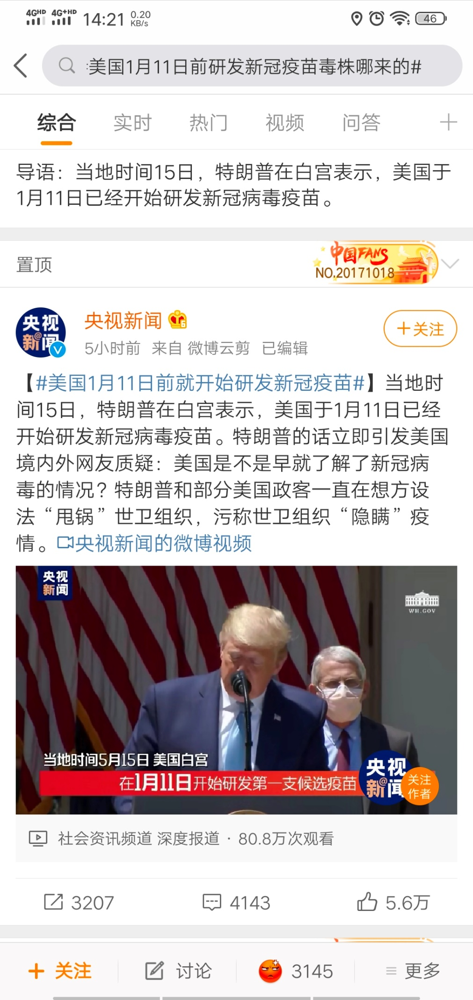 4GHD 4G+HD 14:21 0.20 KB/s 46
美国1月11日前研发新冠疫苗毒株哪来的#
综合 实时 热门 视频 问答
导语：当地时间15日，特朗普在白宫表示，美国于
1月11日已经开始研发新冠病毒疫苗。
置顶
中国FANS
NO.20171018
央视新闻 6
央视新闻
5小时前 来自 微博云剪 已编辑
+关注
【#美国1月11日前就开始研发新冠疫苗#】当地时
间15日，特朗普在白宫表示，美国于1月11日已经
开始研发新冠病毒疫苗。特朗普的话立即引发美国
境内外网友质疑：美国是不是早就了解了新冠病
毒的情况？特朗普和部分美国政客一直在想方设
法“甩锅”世卫组织，污称世卫组织“隐瞒”疫
情。央视新闻的微博视频
央视
新闻
WH.GOV
当地时间5月15日 美国白宫
在1月11日开始研发第一支候选疫苗
央视
新@闻
关注
作者
社会资讯频道 深度报道 · 80.8万次观看
3207 4143 5.6万
+ 关注 讨论 3145 更多